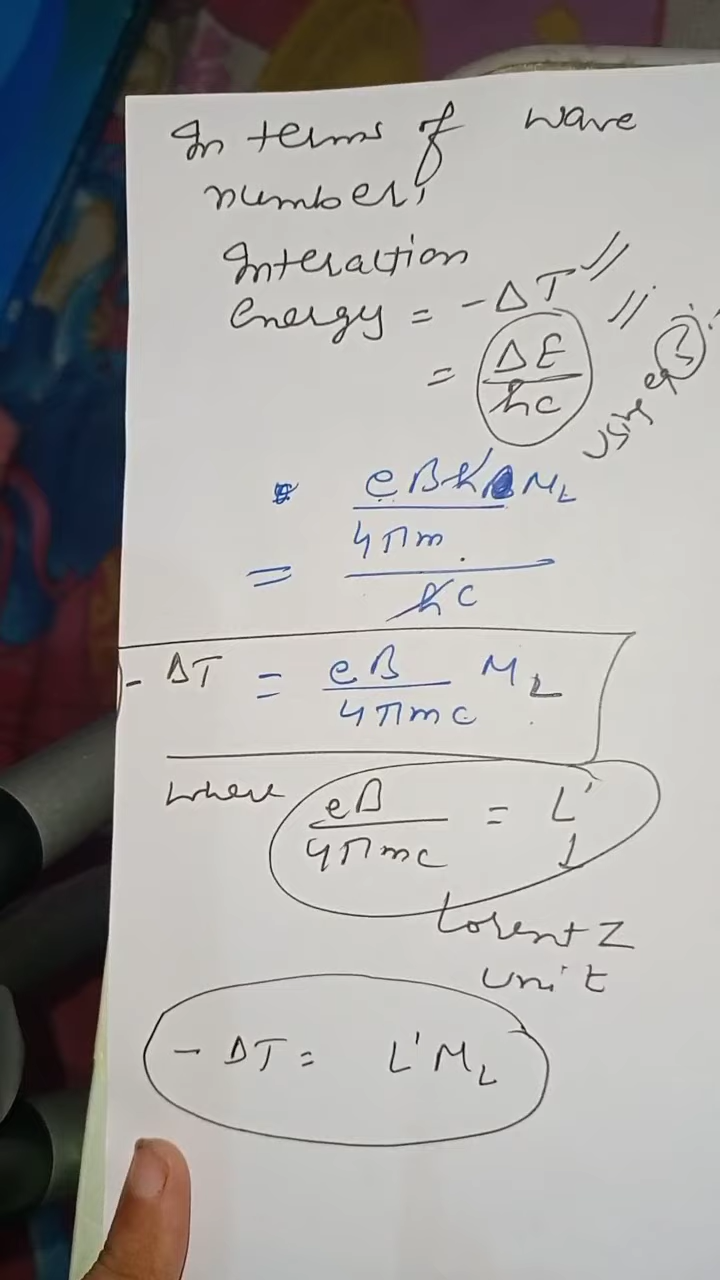 In terms of wave
number,
Interaction
energy = - ΔT //
= ΔE / hc // using eq 3
= eBh M_L / 4πm / hc
- ΔT = eB / 4πmc M_L
where eB / 4πmc = L'
↓
Lorentz
unit
- ΔT = L' M_L